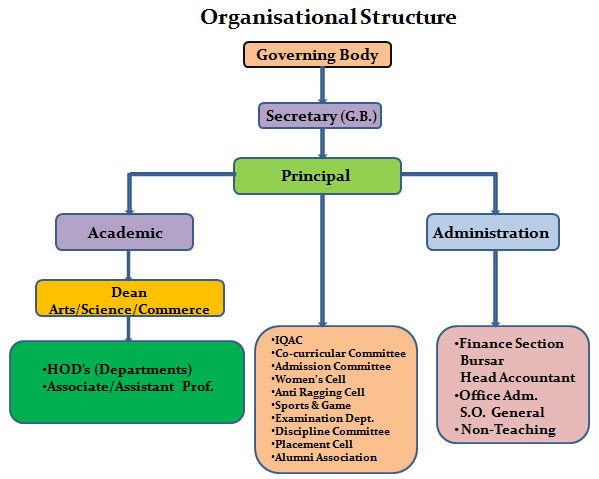 Organisational Structure
Governing Body
Secretary (G.B.)
Principal
Academic
Administration
Dean
Arts/Science/Commerce
•HOD's (Departments)
•Associate/Assistant Prof.
•IQAC
•Co-curricular Committee
•Admission Committee
•Women's Cell
•Anti Ragging Cell
•Sports & Game
•Examination Dept.
•Discipline Committee
•Placement Cell
•Alumni Association
•Finance Section
Bursar
Head Accountant
•Office Adm.
S.O. General
•Non-Teaching